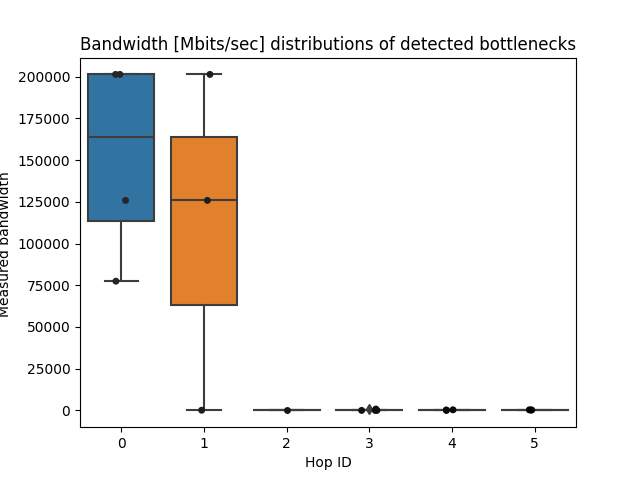 Bandwidth [Mbits/sec] distributions of detected bottlenecks
200000
175000
150000
125000
100000
75000
50000
25000
0
Measured bandwidth
0 1 2 3 4 5
Hop ID